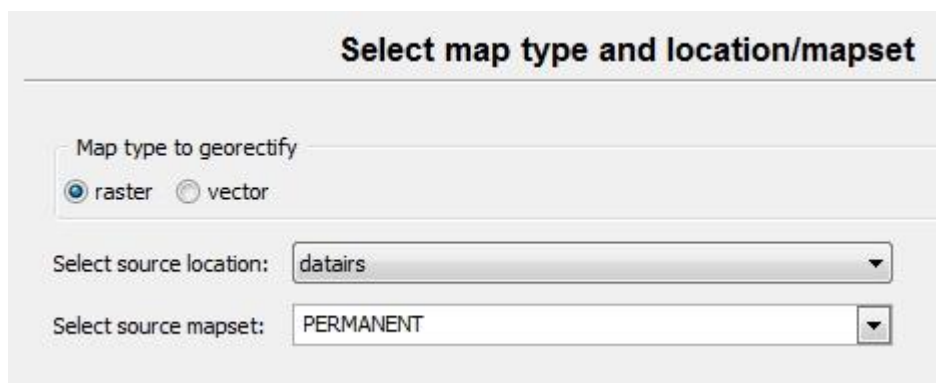 Select map type and location/mapset
Map type to georectify
raster vector
Select source location: datairs
Select source mapset: PERMANENT